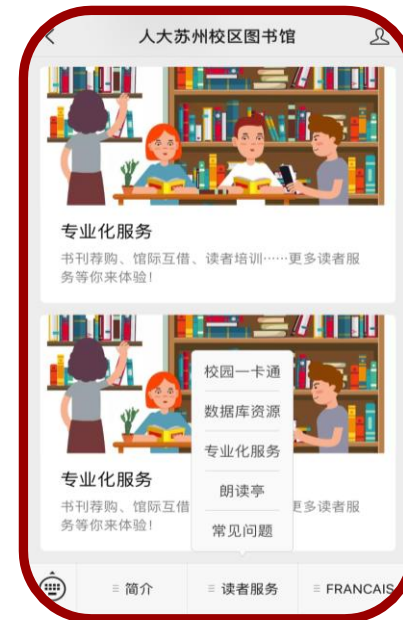 人大苏州校区图书馆
专业化服务
书刊荐购、馆际互借、读者培训……更多读者服
务等你来体验！
专业化服务
书刊荐购、馆际互借
更多读者服
务等你来体验！
校园一卡通
数据库资源
专业化服务
朗读亭
常见问题
简介
读者服务
FRANCAIS